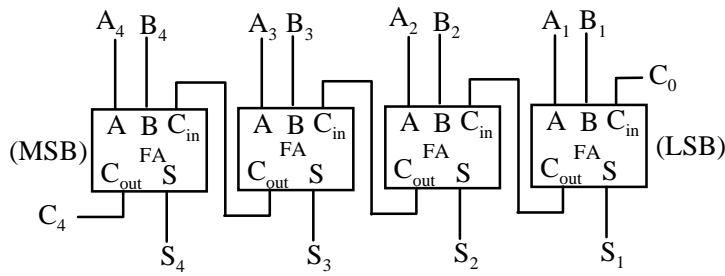 A₄ B₄ A₃ B₃ A₂ B₂ A₁ B₁
C₀
A B Cin A B Cin A B Cin A B Cin
(MSB) FA FA FA FA (LSB)
Cout S Cout S Cout S Cout S
C₄
S₄ S₃ S₂ S₁